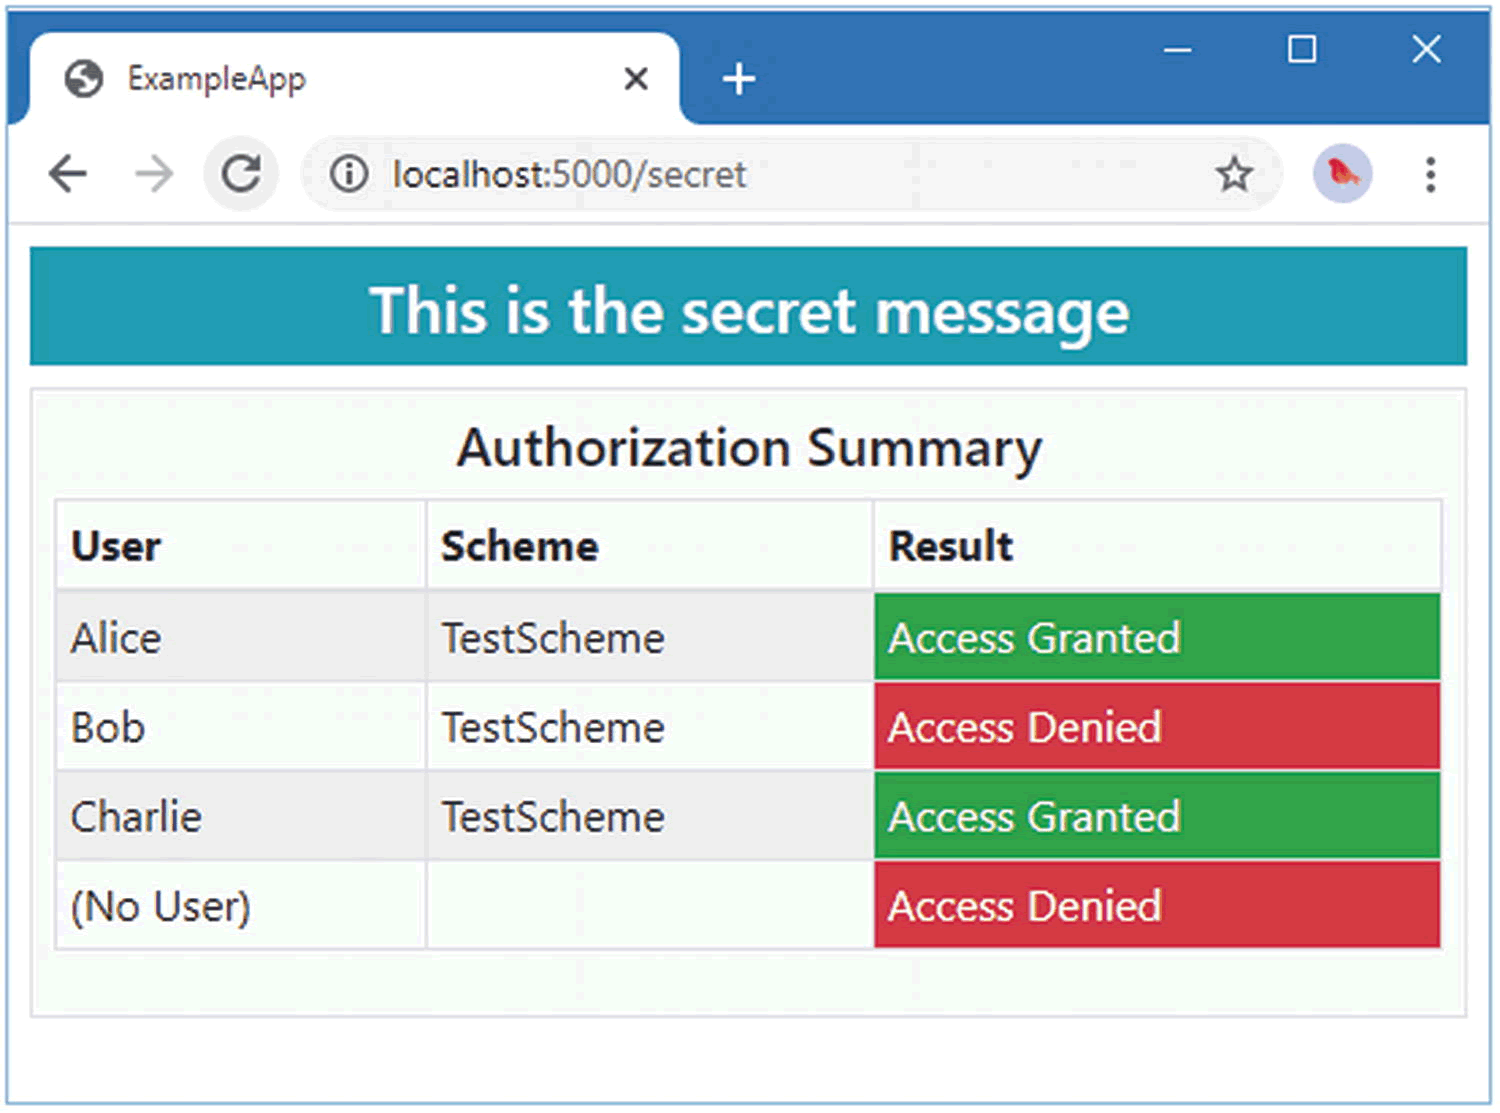 ExampleApp
localhost:5000/secret
This is the secret message
Authorization Summary
User Scheme Result
Alice TestScheme Access Granted
Bob TestScheme Access Denied
Charlie TestScheme Access Granted
(No User) Access Denied